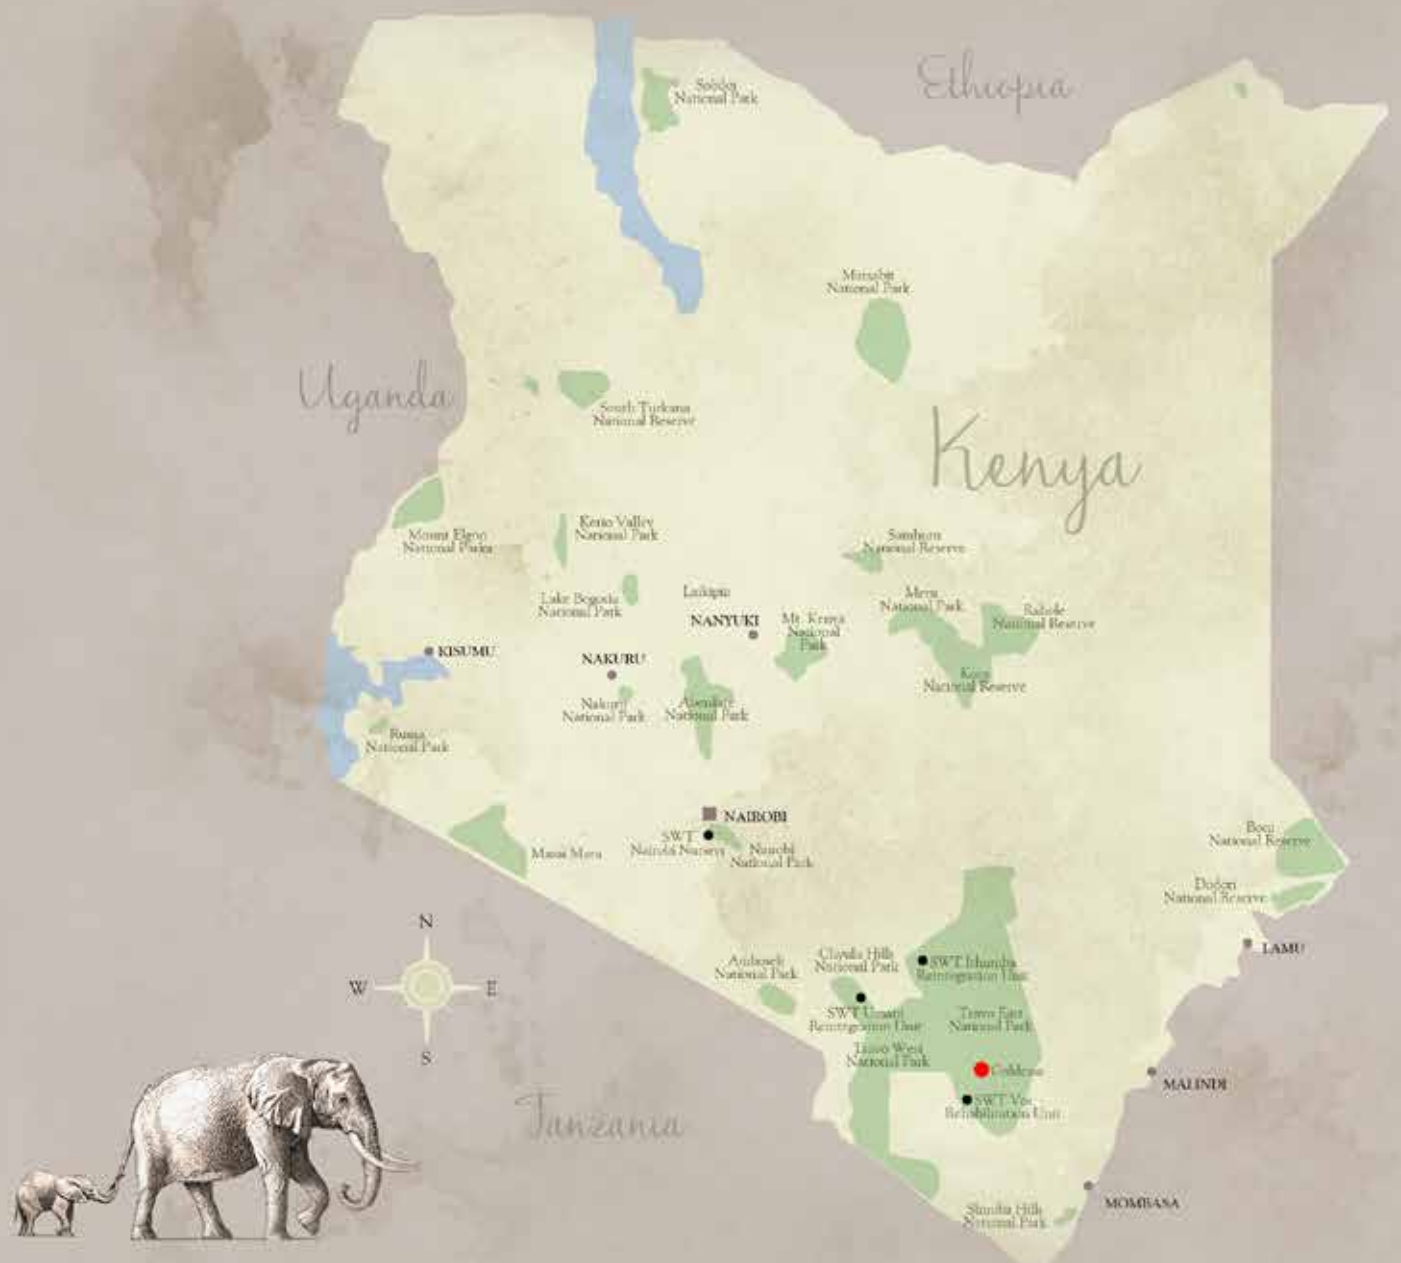 Ethiopia
Sibiloi
National Park
Marsabit
National Park
Uganda
South Turkana
National Reserve
Kenya
Mount Elgon
National Parks
Kerio Valley
National Park
Samburu
National Reserve
Lake Bogoria
National Park
Laikipia
NANYUKI
Mt. Kenya
National
Park
Meru
National Park
Rahole
National Reserve
KISUMU
NAKURU
Kora
National Reserve
Nakuru
National Park
Aberdare
National Park
Ruma
National Park
NAIROBI
SWT
Nairobi Nursery
Nairobi
National Park
Masai Mara
Boni
National Reserve
Dodori
National Reserve
LAMU
N
W
E
S
Amboseli
National Park
Chyulu Hills
National Park
SWT Ithumba
Reintegration Unit
SWT Umani
Reintegration Unit
Tsavo East
National Park
Tsavo West
National Park
MALINDI
SWT Voi
Rehabilitation Unit
Tanzania
MOMBASA
Shimba Hills
National Park